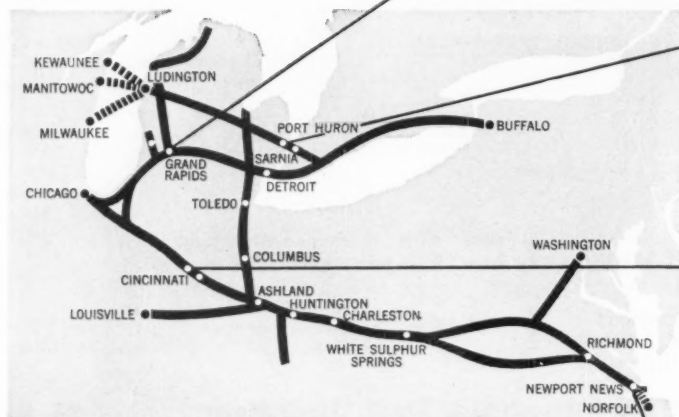 KEWAUNEE
MANITOWOC
LUDINGTON
MILWAUKEE
PORT HURON
BUFFALO
GRAND
RAPIDS
SARNIA
DETROIT
CHICAGO
TOLEDO
WASHINGTON
COLUMBUS
CINCINNATI
ASHLAND
LOUISVILLE
HUNTINGTON
CHARLESTON
WHITE SULPHUR
SPRINGS
RICHMOND
NEWPORT NEWS
NORFOLK